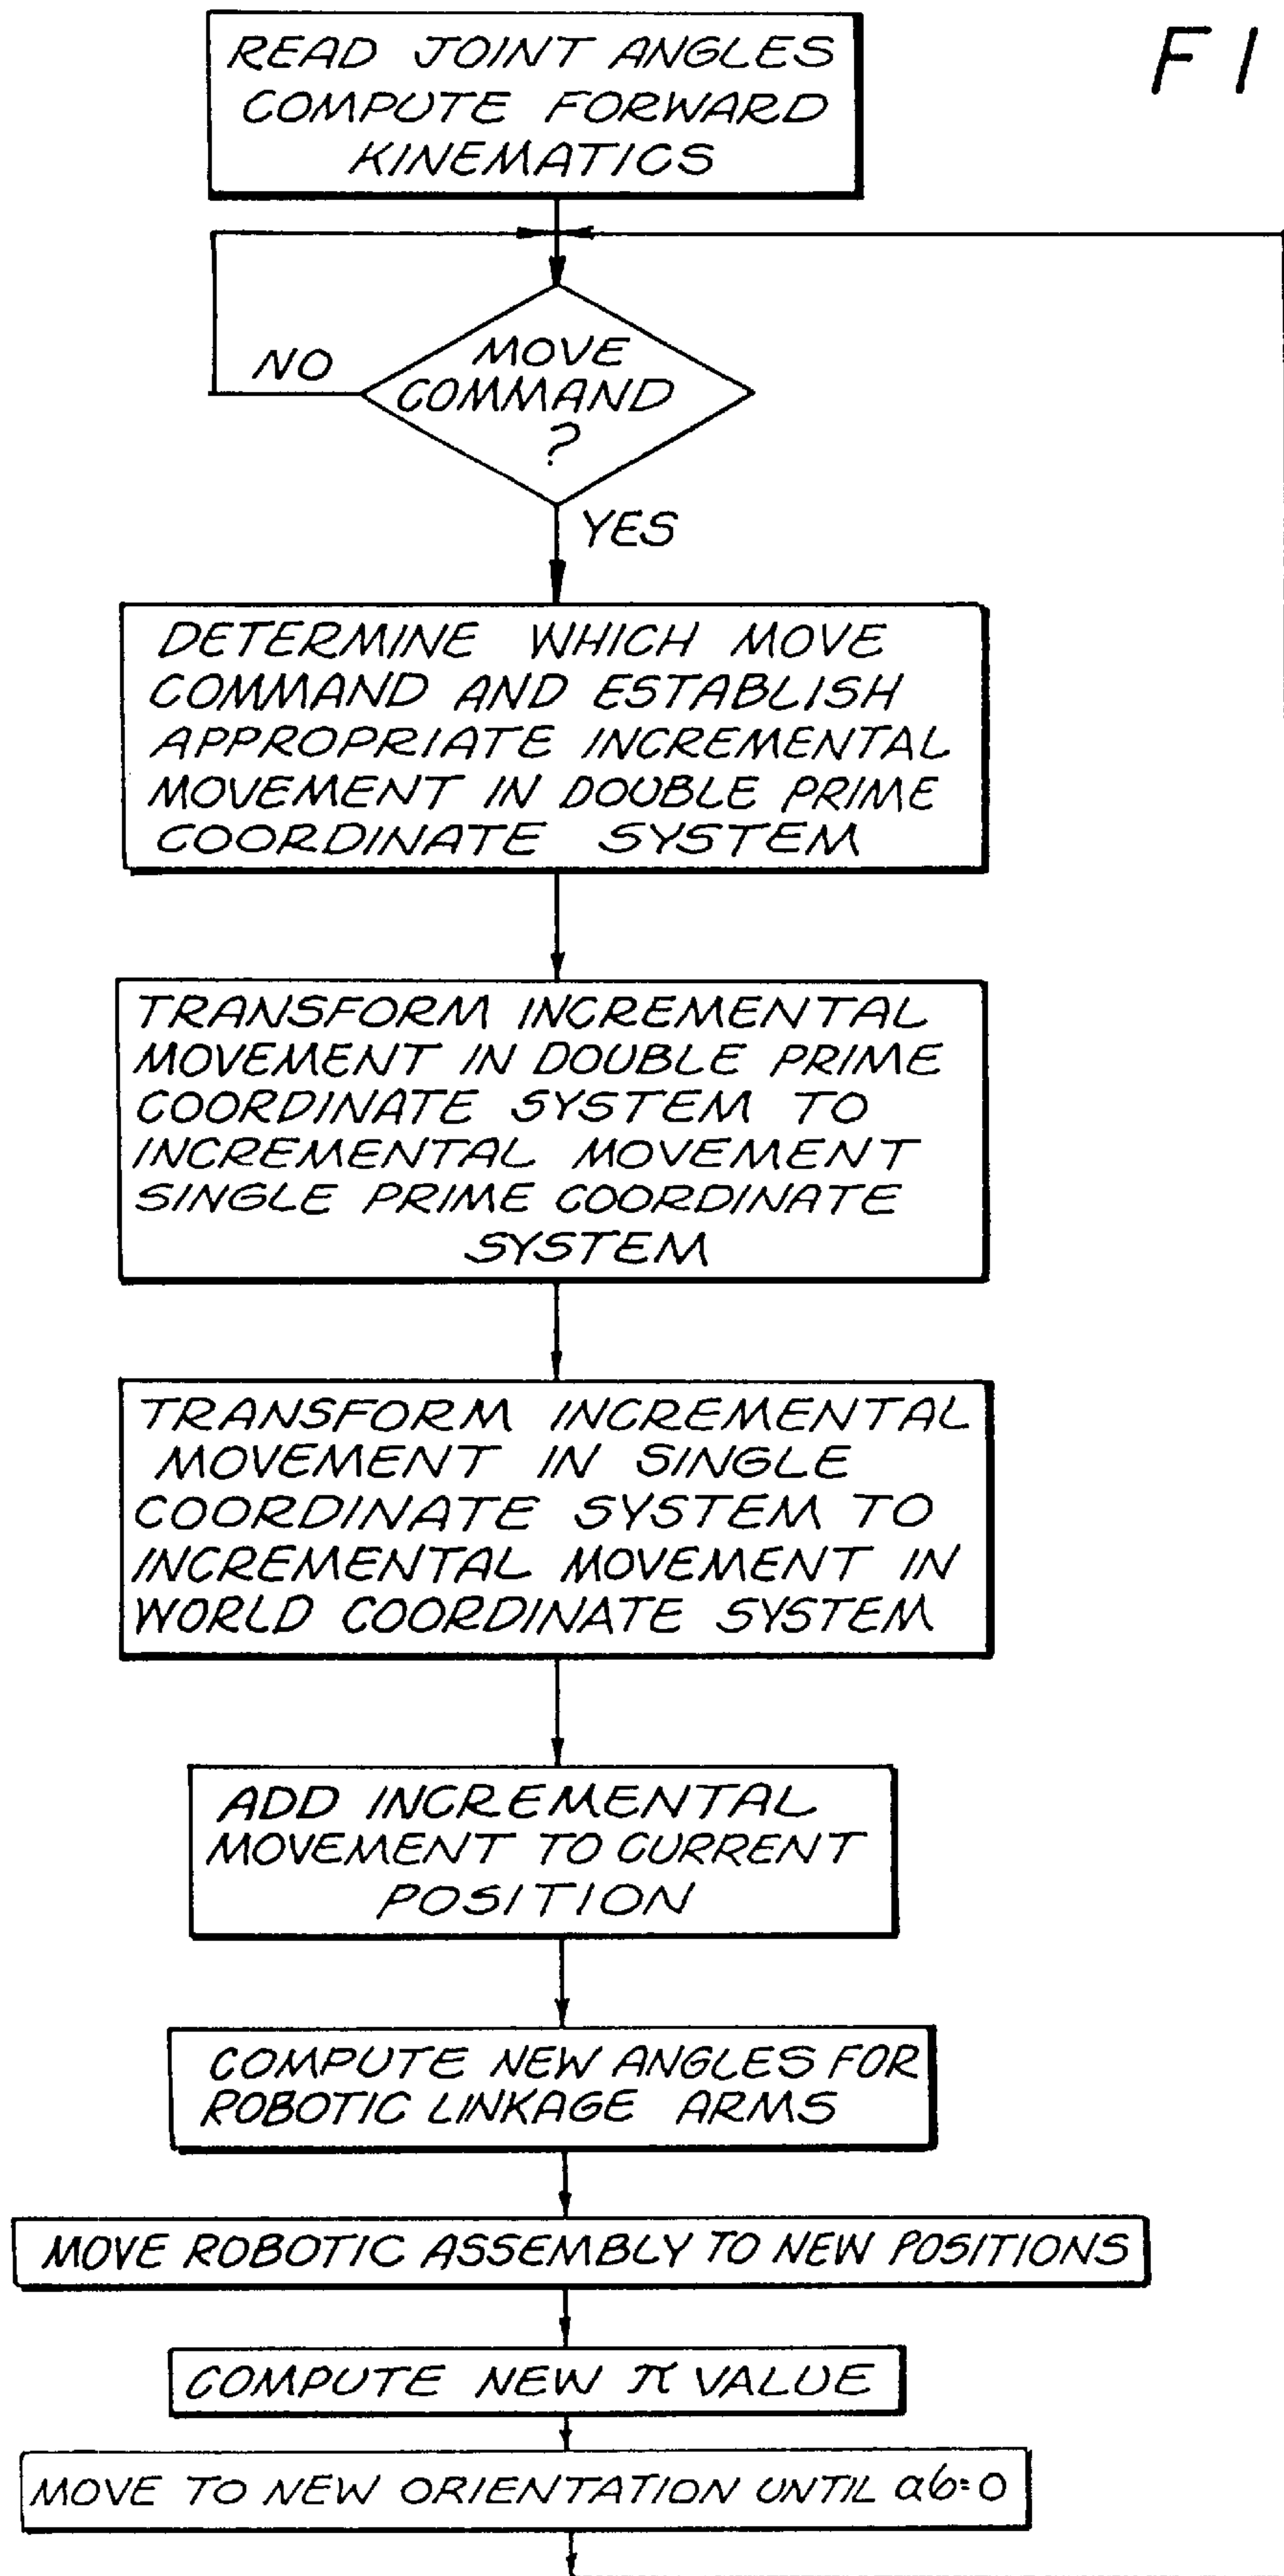 F I
READ JOINT ANGLES
COMPUTE FORWARD
KINEMATICS
MOVE
COMMAND
?
NO
YES
DETERMINE WHICH MOVE
COMMAND AND ESTABLISH
APPROPRIATE INCREMENTAL
MOVEMENT IN DOUBLE PRIME
COORDINATE SYSTEM
TRANSFORM INCREMENTAL
MOVEMENT IN DOUBLE PRIME
COORDINATE SYSTEM TO
INCREMENTAL MOVEMENT
SINGLE PRIME COORDINATE
SYSTEM
TRANSFORM INCREMENTAL
MOVEMENT IN SINGLE
COORDINATE SYSTEM TO
INCREMENTAL MOVEMENT IN
WORLD COORDINATE SYSTEM
ADD INCREMENTAL
MOVEMENT TO CURRENT
POSITION
COMPUTE NEW ANGLES FOR
ROBOTIC LINKAGE ARMS
MOVE ROBOTIC ASSEMBLY TO NEW POSITIONS
COMPUTE NEW π VALUE
MOVE TO NEW ORIENTATION UNTIL α6=0